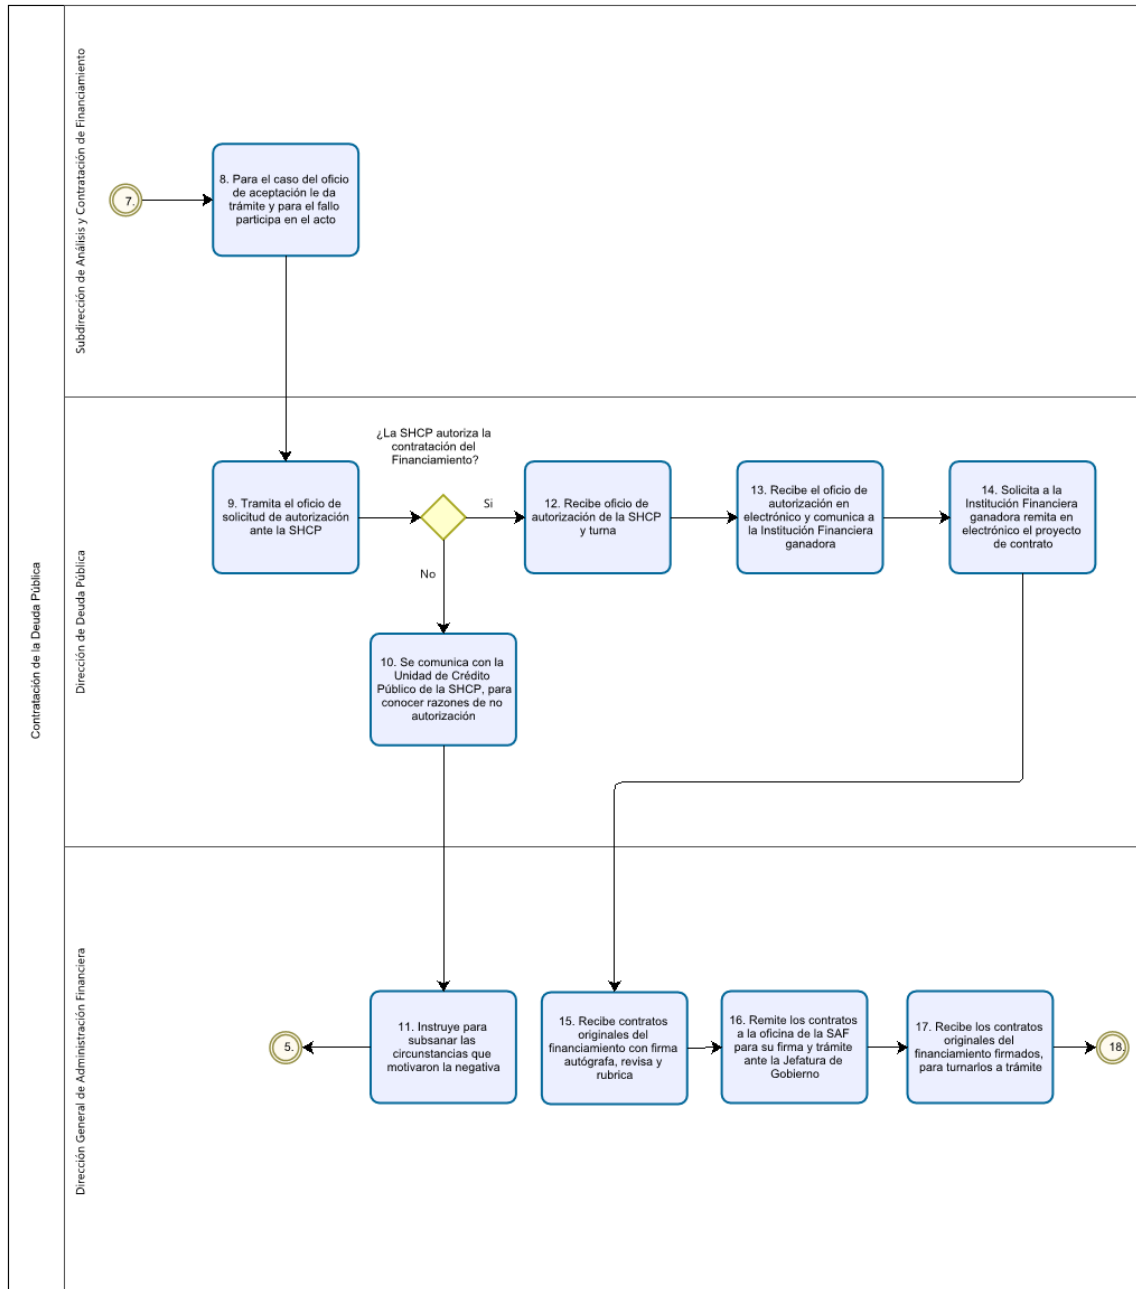 Contratación de la Deuda Pública
Subdirección de Análisis y Contratación de Financiamiento
7.
8. Para el caso del oficio
de aceptación le da
trámite y para el fallo
participa en el acto
Dirección de Deuda Pública
9. Tramita el oficio de
solicitud de autorización
ante la SHCP
¿La SHCP autoriza la
contratación del
Financiamiento?
Si
No
12. Recibe oficio de
autorización de la SHCP
y turna
13. Recibe el oficio de
autorización en
electrónico y comunica a
la Institución Financiera
ganadora
14. Solicita a la
Institución Financiera
ganadora remita en
electrónico el proyecto
de contrato
10. Se comunica con la
Unidad de Crédito
Público de la SHCP, para
conocer razones de no
autorización
Dirección General de Administración Financiera
5.
11. Instruye para
subsanar las
circunstancias que
motivaron la negativa
15. Recibe contratos
originales del
financiamiento con firma
autógrafa, revisa y
rubrica
16. Remite los contratos
a la oficina de la SAF
para su firma y trámite
ante la Jefatura de
Gobierno
17. Recibe los contratos
originales del
financiamiento firmados,
para turnarlos a trámite
18.